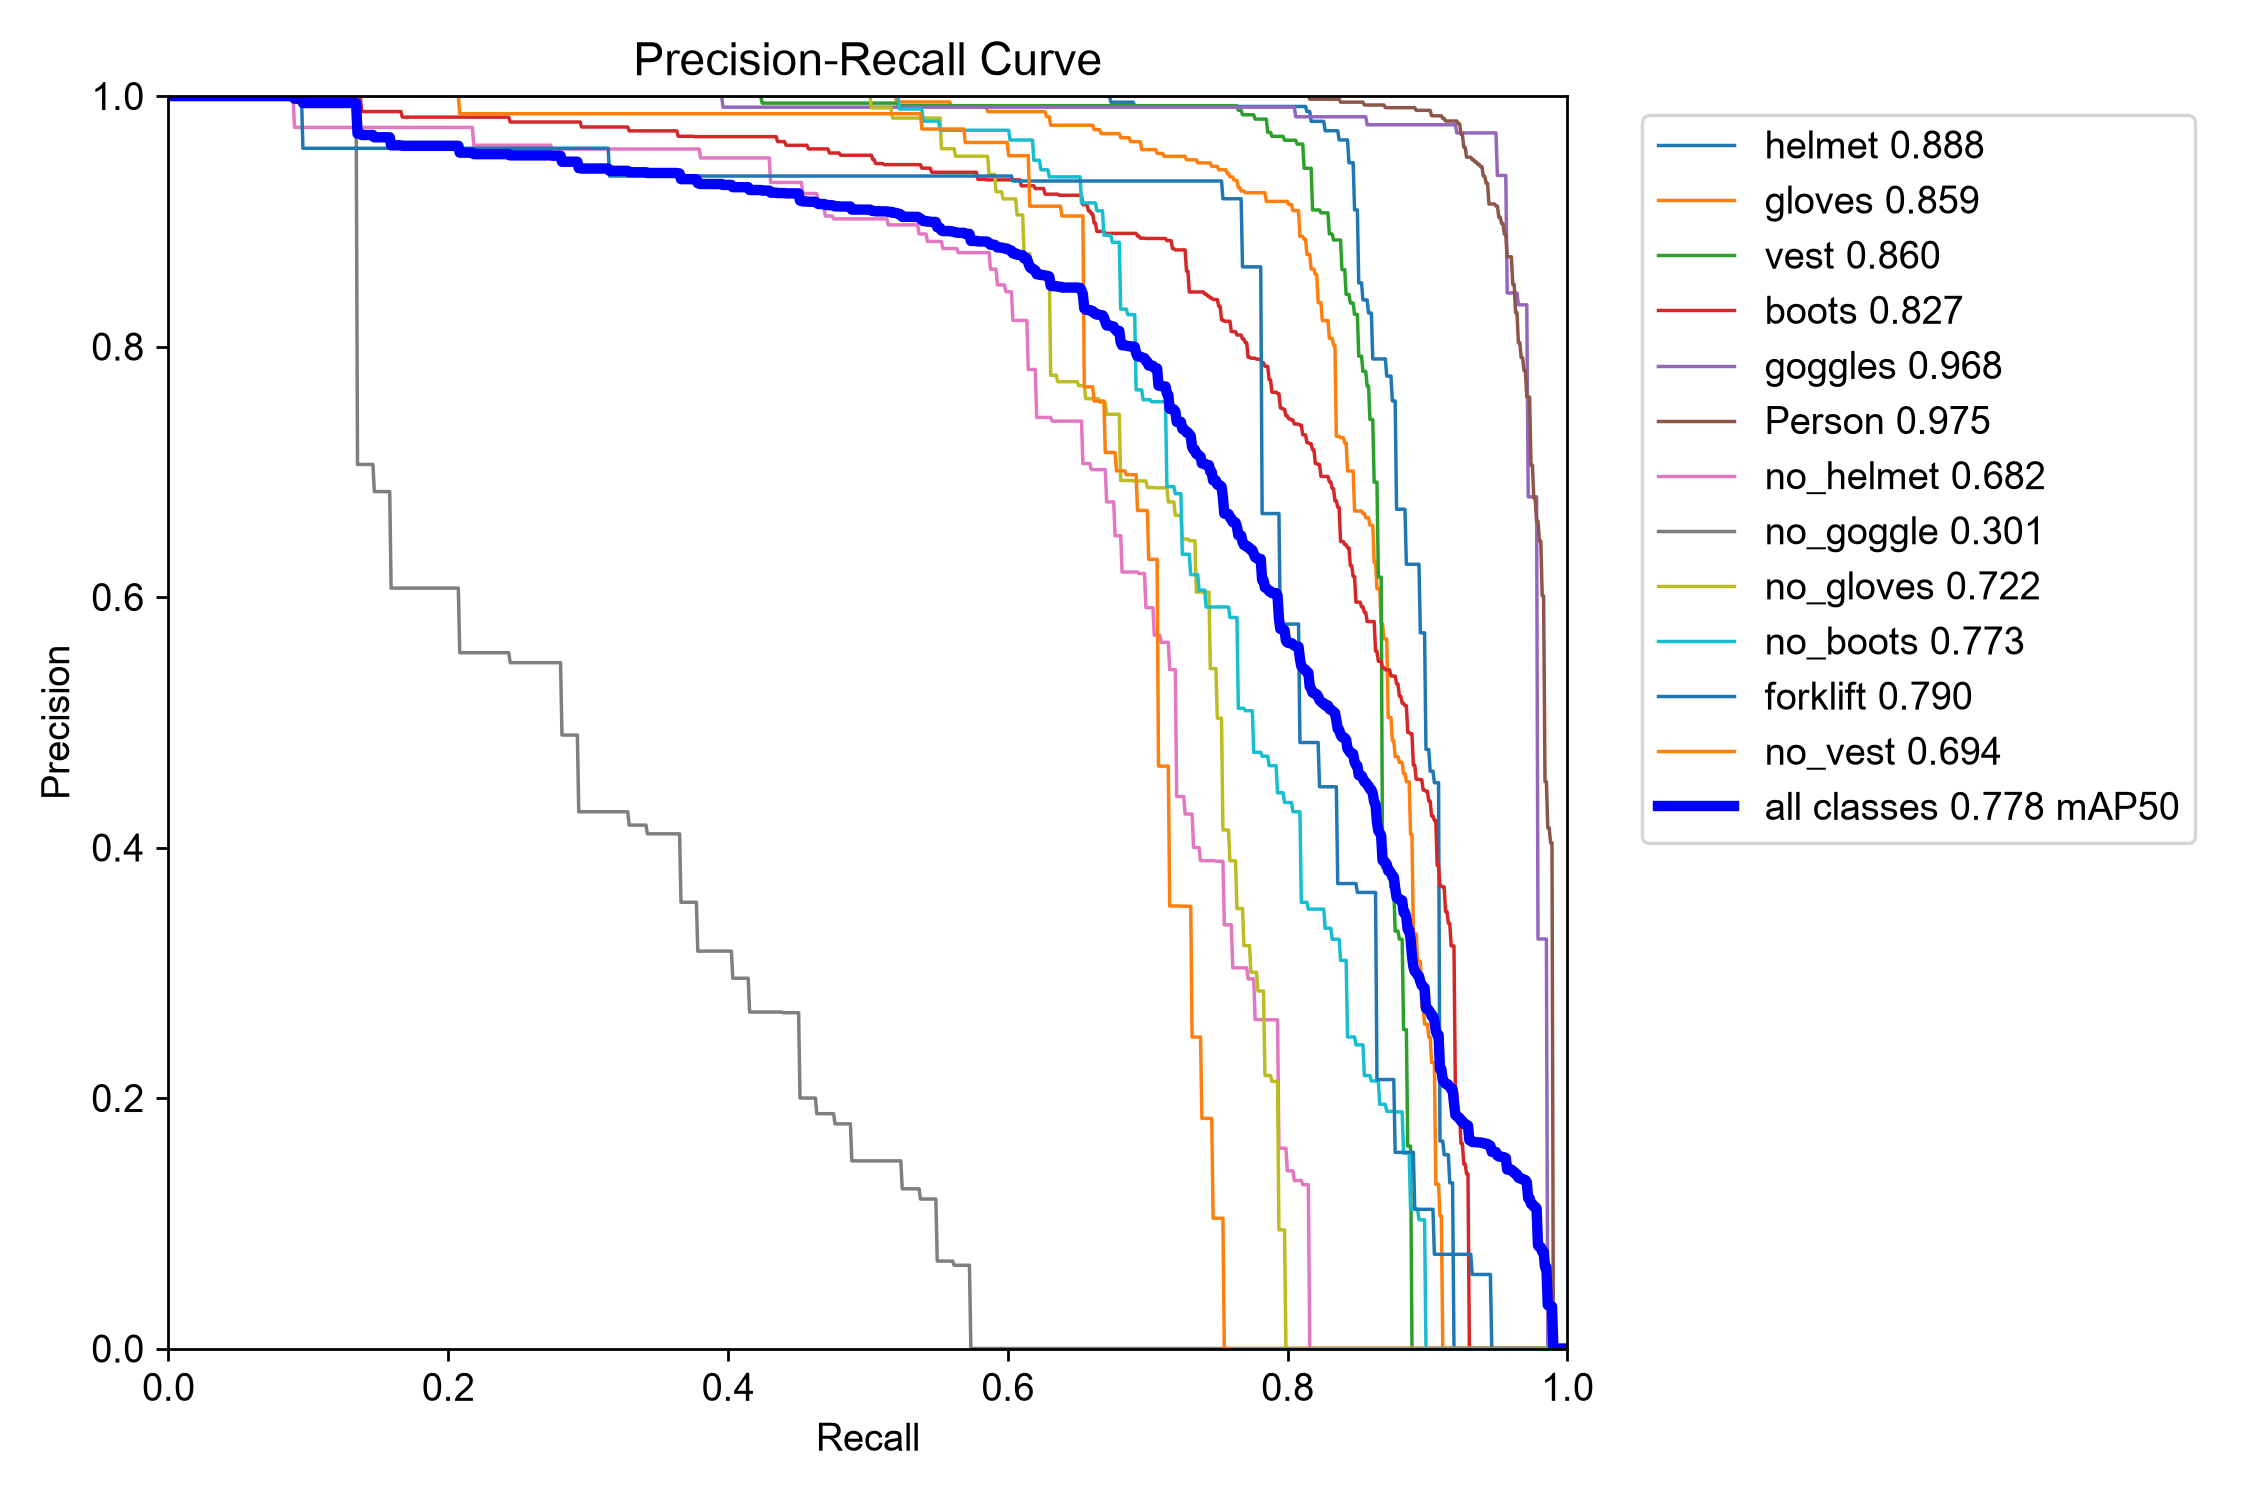 Precision-Recall Curve
1.0
0.8
0.6
0.4
0.2
0.0
Precision
0.0 0.2 0.4 0.6 0.8 1.0
Recall
helmet 0.888
gloves 0.859
vest 0.860
boots 0.827
goggles 0.968
Person 0.975
no_helmet 0.682
no_goggle 0.301
no_gloves 0.722
no_boots 0.773
forklift 0.790
no_vest 0.694
all classes 0.778 mAP50